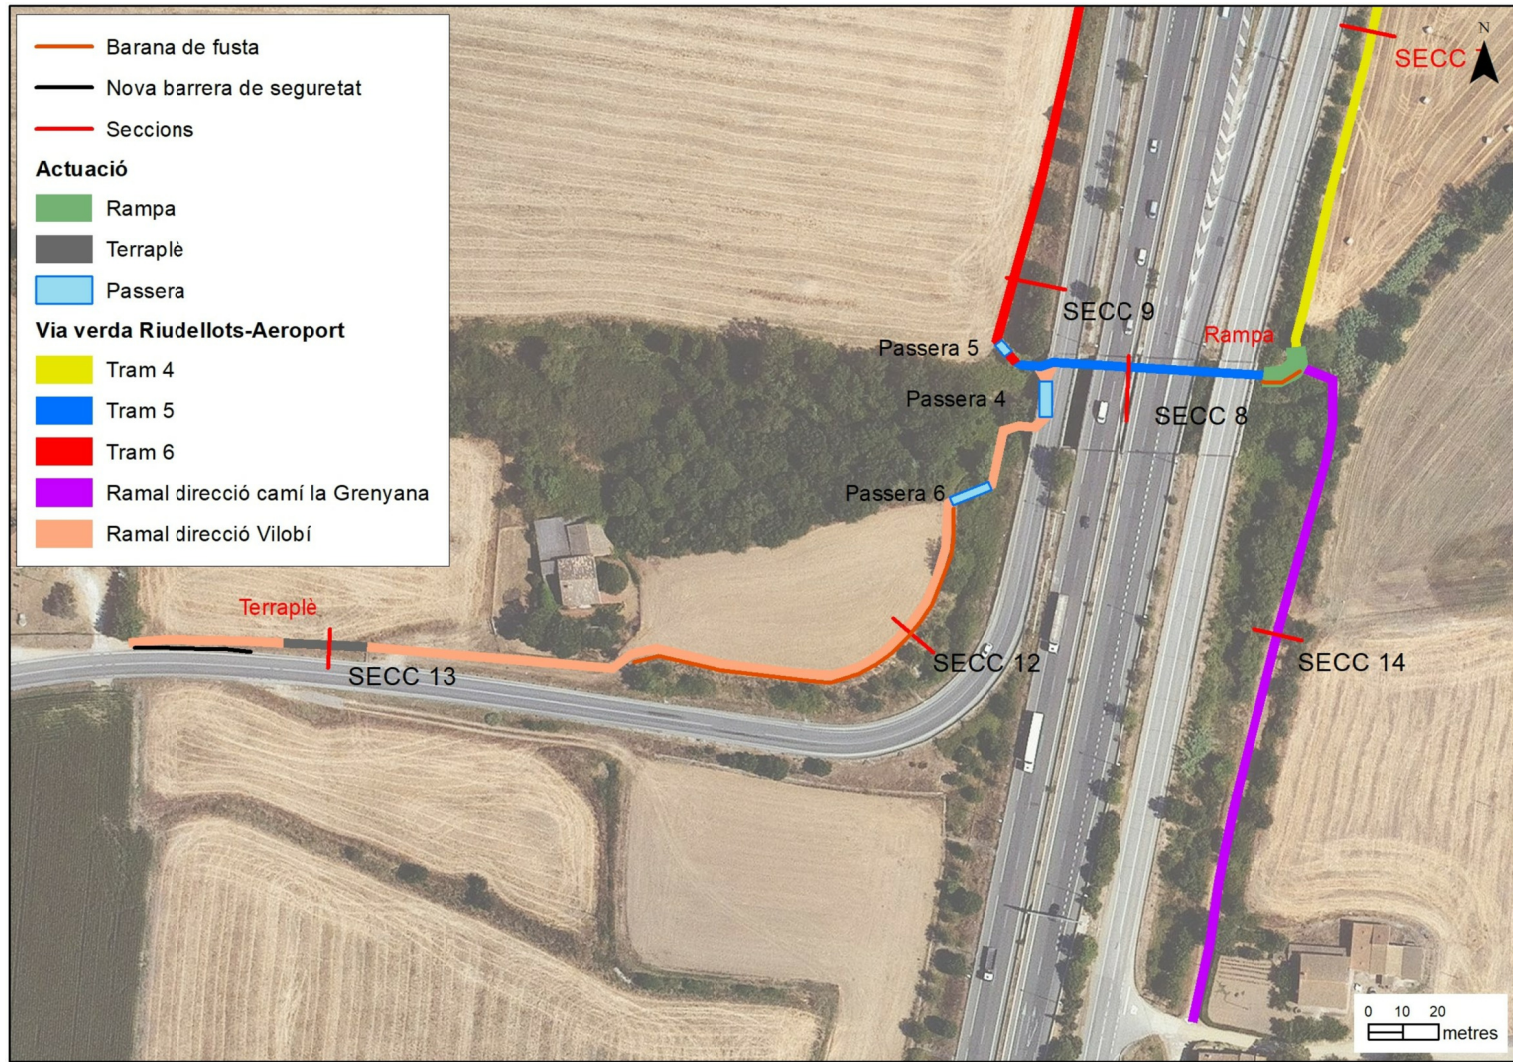 Barana de fusta
Nova barrera de seguretat
Seccions
Actuació
Rampa
Terraplè
Passera
Via verda Riudellots-Aeroport
Tram 4
Tram 5
Tram 6
Ramal direcció camí la Grenyana
Ramal direcció Vilobí
SECC
N
SECC 9
Rampa
Passera 5
Passera 4
SECC 8
Passera 6
Terraplè
SECC 13
SECC 12
SECC 14
0 10 20
metres